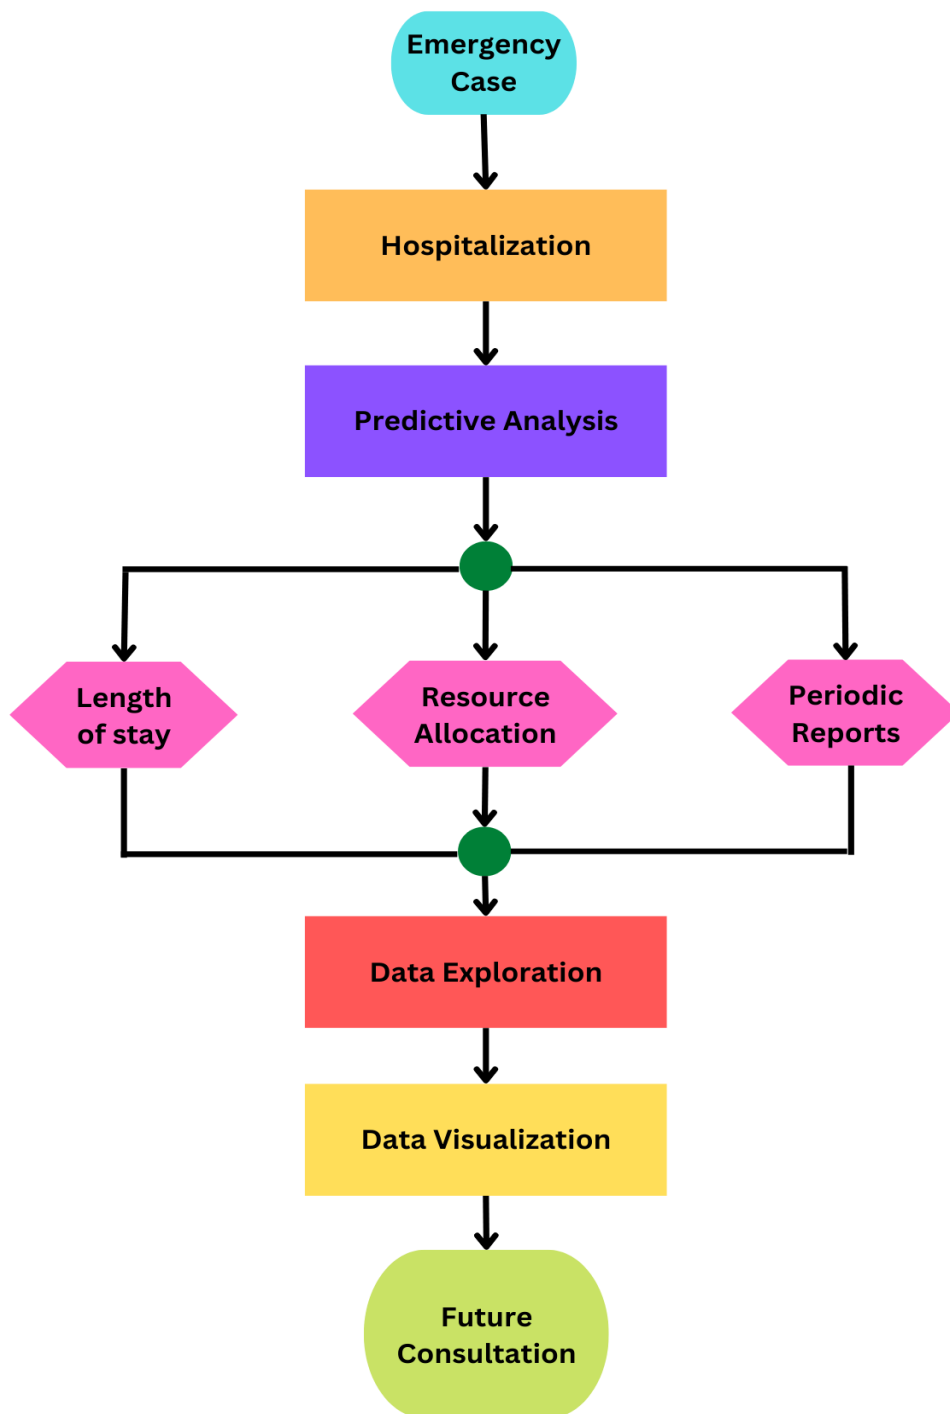 Emergency
Case
Hospitalization
Predictive Analysis
Length
of stay
Resource
Allocation
Periodic
Reports
Data Exploration
Data Visualization
Future
Consultation